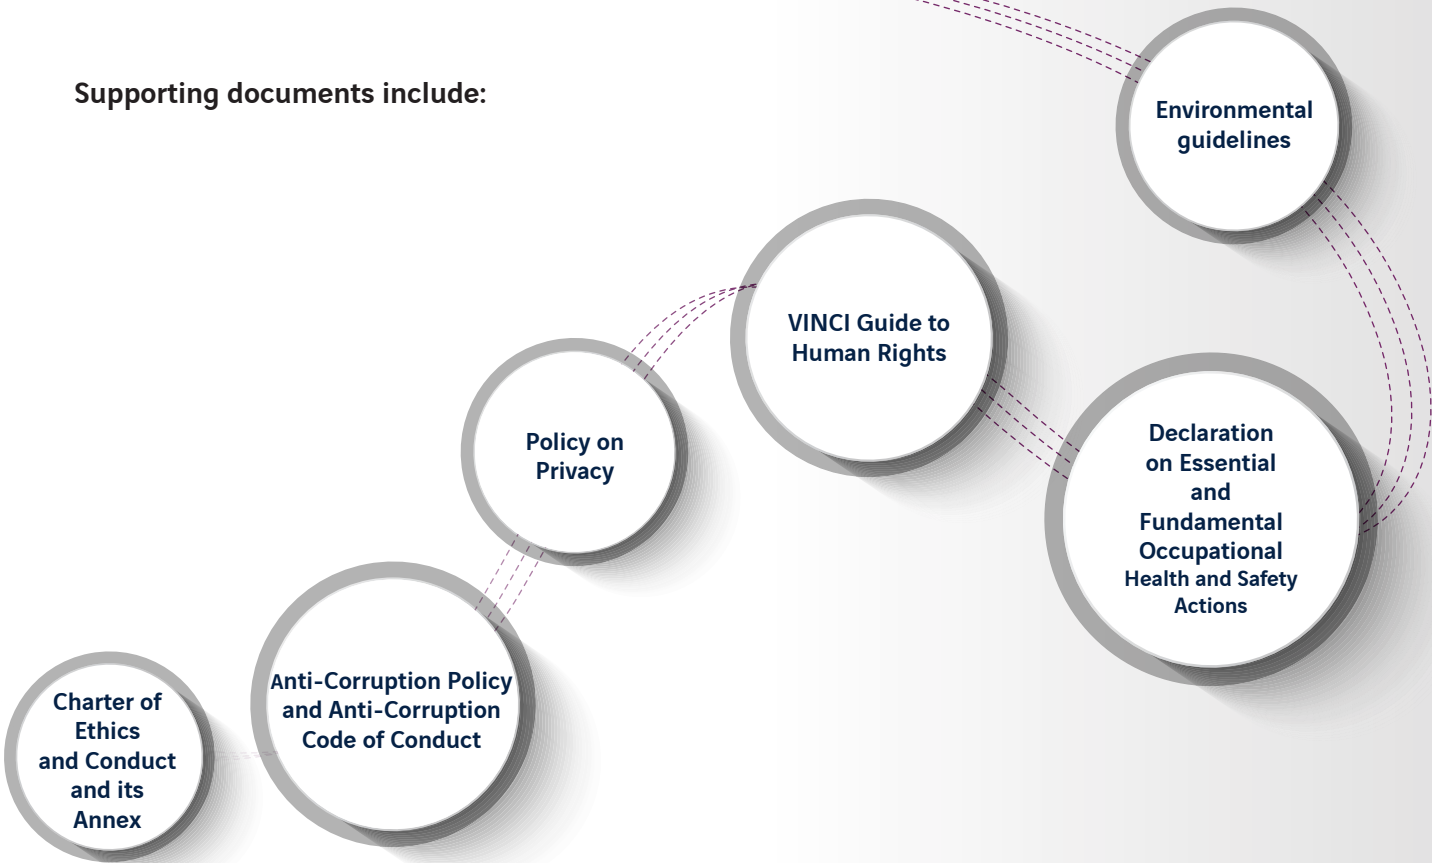 Supporting documents include:
Environmental
guidelines
VINCI Guide to
Human Rights
Policy on
Privacy
Declaration
on Essential
and
Fundamental
Occupational
Health and Safety
Actions
Anti-Corruption Policy
and Anti-Corruption
Code of Conduct
Charter of
Ethics
and Conduct
and its
Annex